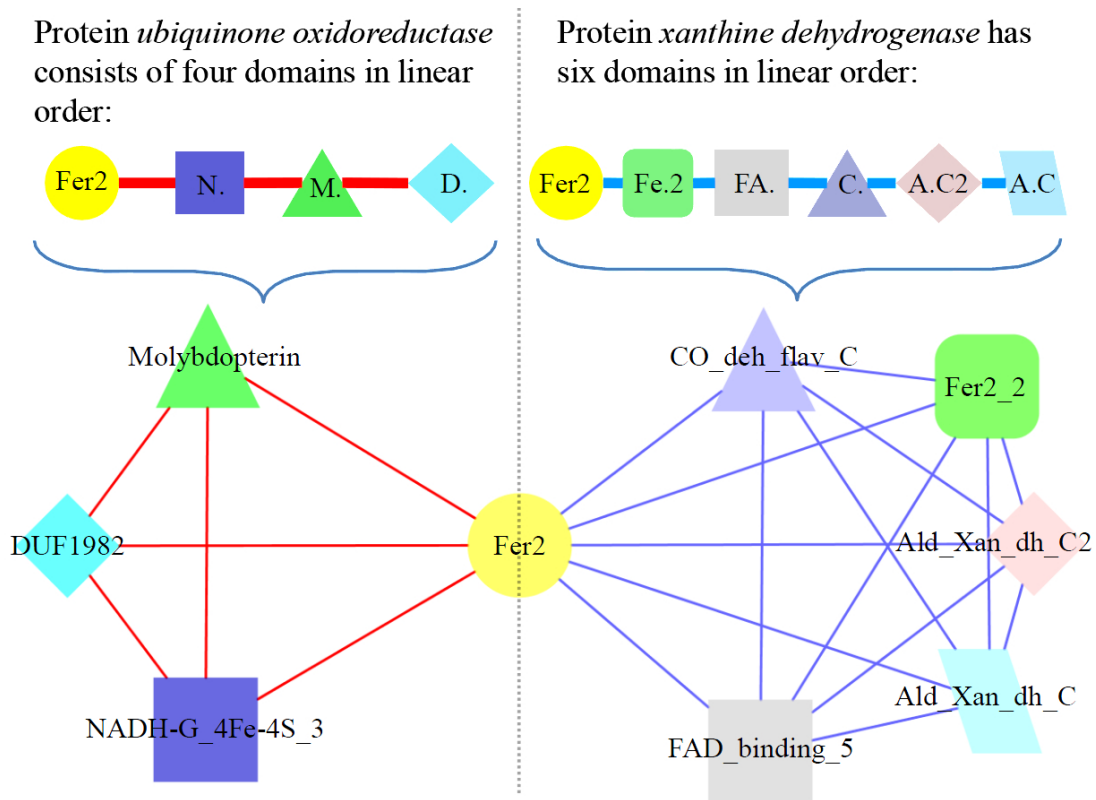 Protein ubiquinone oxidoreductase
consists of four domains in linear
order:
Protein xanthine dehydrogenase has
six domains in linear order:
Fer2 N. M. D.
Fer2 Fe.2 FA. C. A.C2 A.C
Molybdopterin
DUF1982
NADH-G_4Fe-4S_3
Fer2
CO_deh_flav_C
Fer2_2
Ald_Xan_dh_C2
Ald_Xan_dh_C
FAD_binding_5